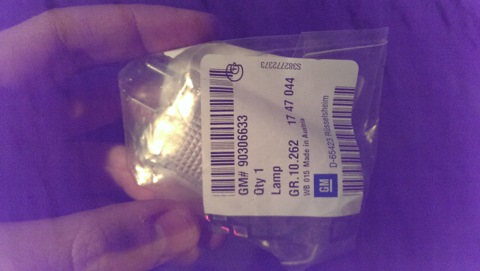 S382772373
GM# 90306633
Qty 1
Lamp
GR.10.262 17 47 044
WB 015 Made in Austria
GM
D-65423 Rüsselsheim